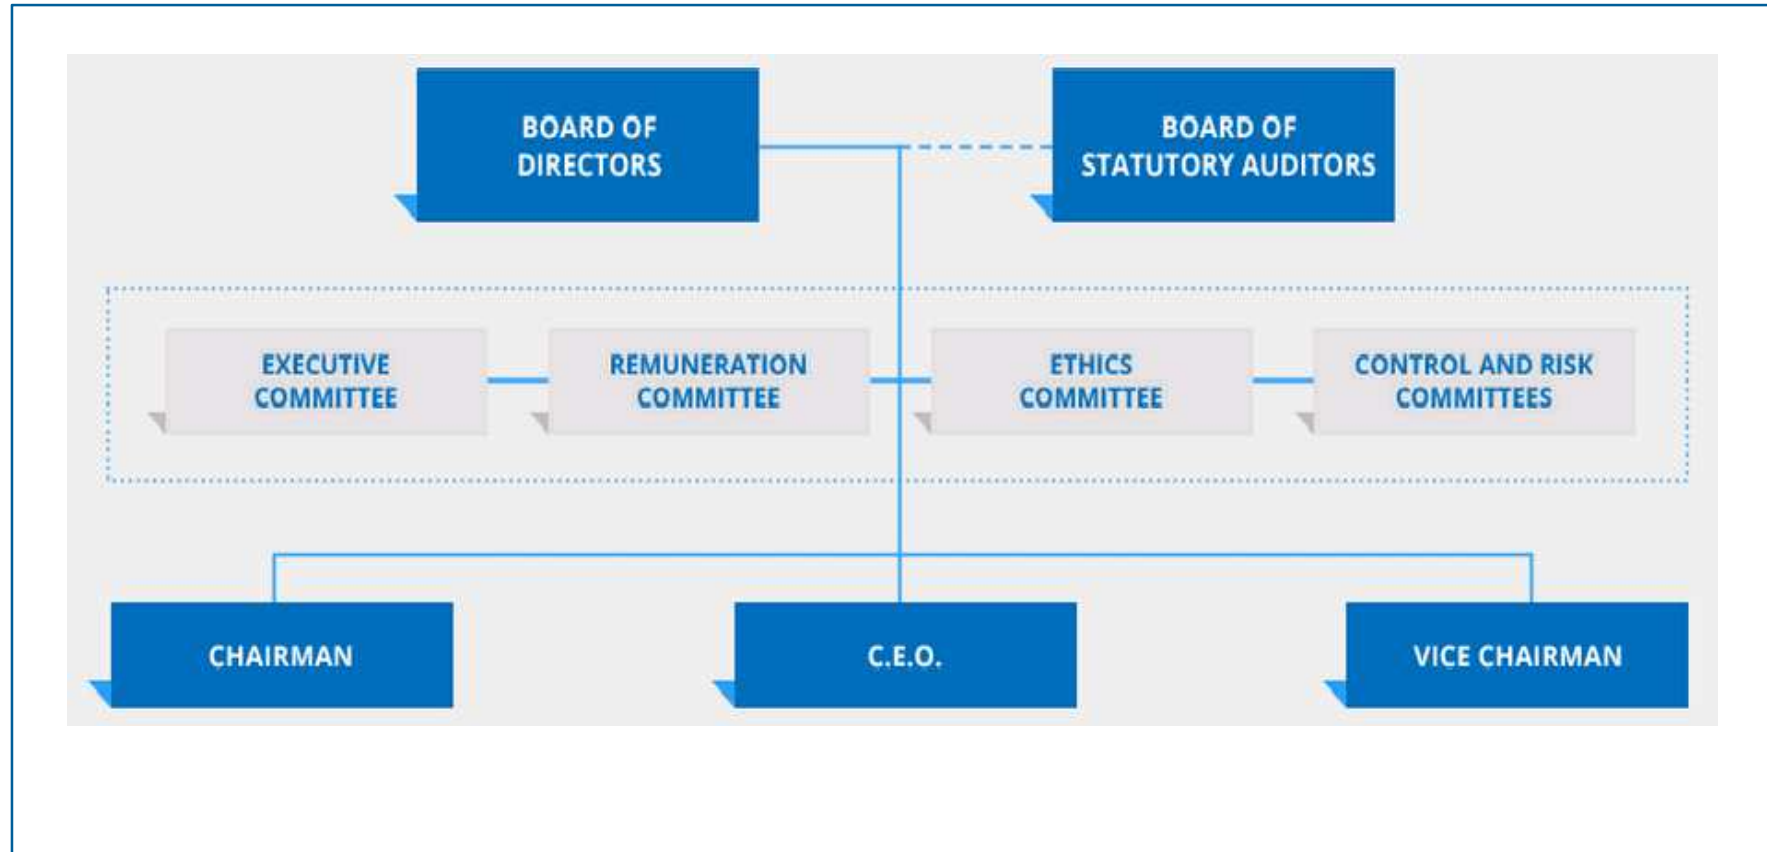 BOARD OF
DIRECTORS
BOARD OF
STATUTORY AUDITORS
EXECUTIVE
COMMITTEE
REMUNERATION
COMMITTEE
ETHICS
COMMITTEE
CONTROL AND RISK
COMMITTEES
CHAIRMAN
C.E.O.
VICE CHAIRMAN